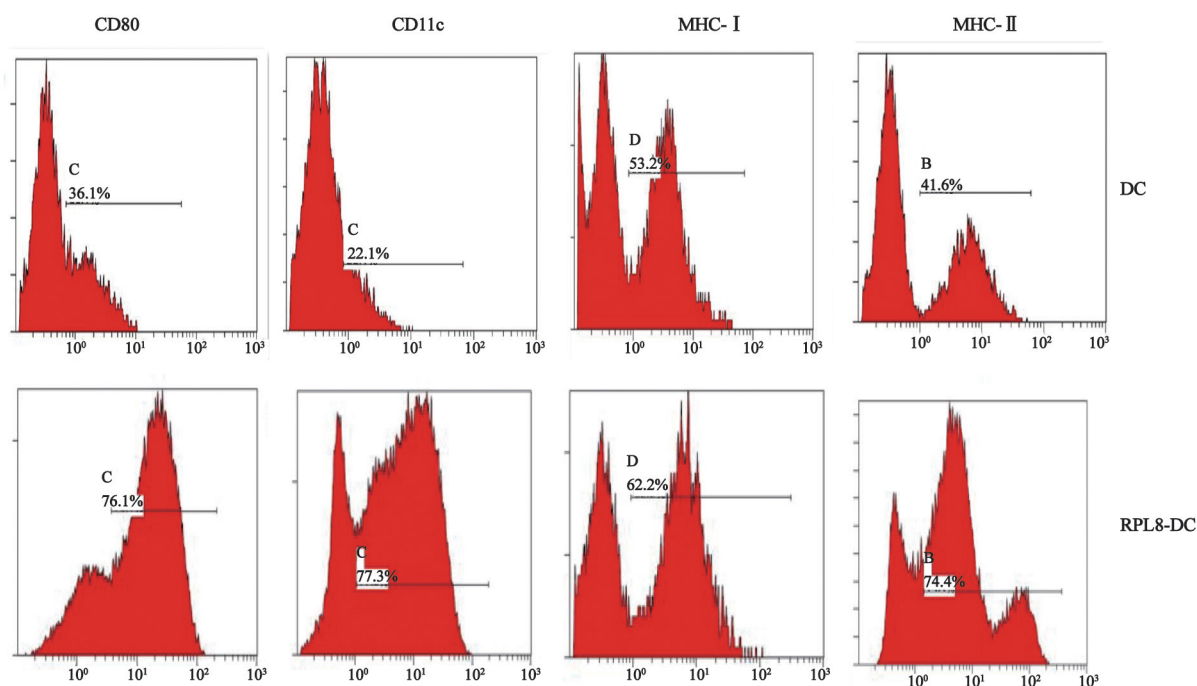 CD80 CD11c MHC-Ⅰ MHC-Ⅱ
C
36.1%
C
22.1%
D
53.2%
B
41.6%
DC
10⁰ 10¹ 10² 10³
10⁰ 10¹ 10² 10³
10⁰ 10¹ 10² 10³
10⁰ 10¹ 10² 10³
C
76.1%
C
77.3%
D
62.2%
B
74.4%
RPL8-DC
10⁰ 10¹ 10² 10³
10⁰ 10¹ 10² 10³
10⁰ 10¹ 10² 10³
10⁰ 10¹ 10² 10³